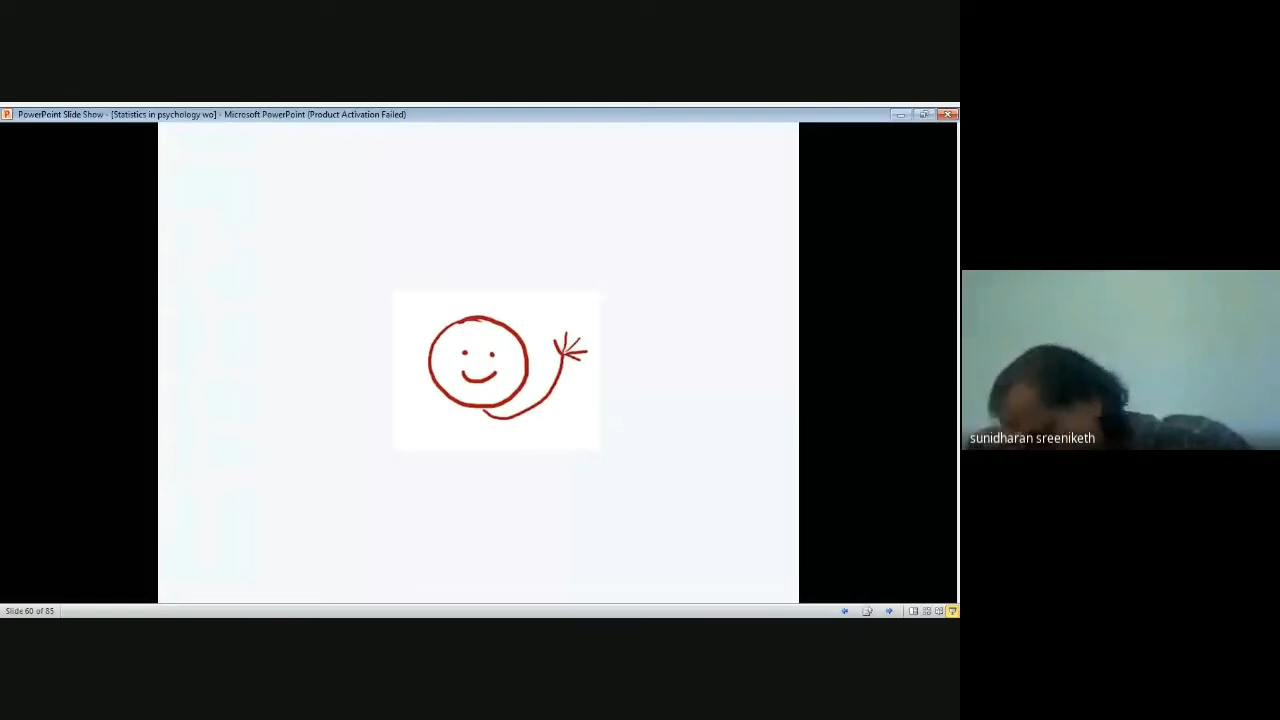 PowerPoint Slide Show - [Statistics in psychology wo] - Microsoft PowerPoint (Product Activation Failed)
sunidharan sreeniketh
Slide 60 of 85